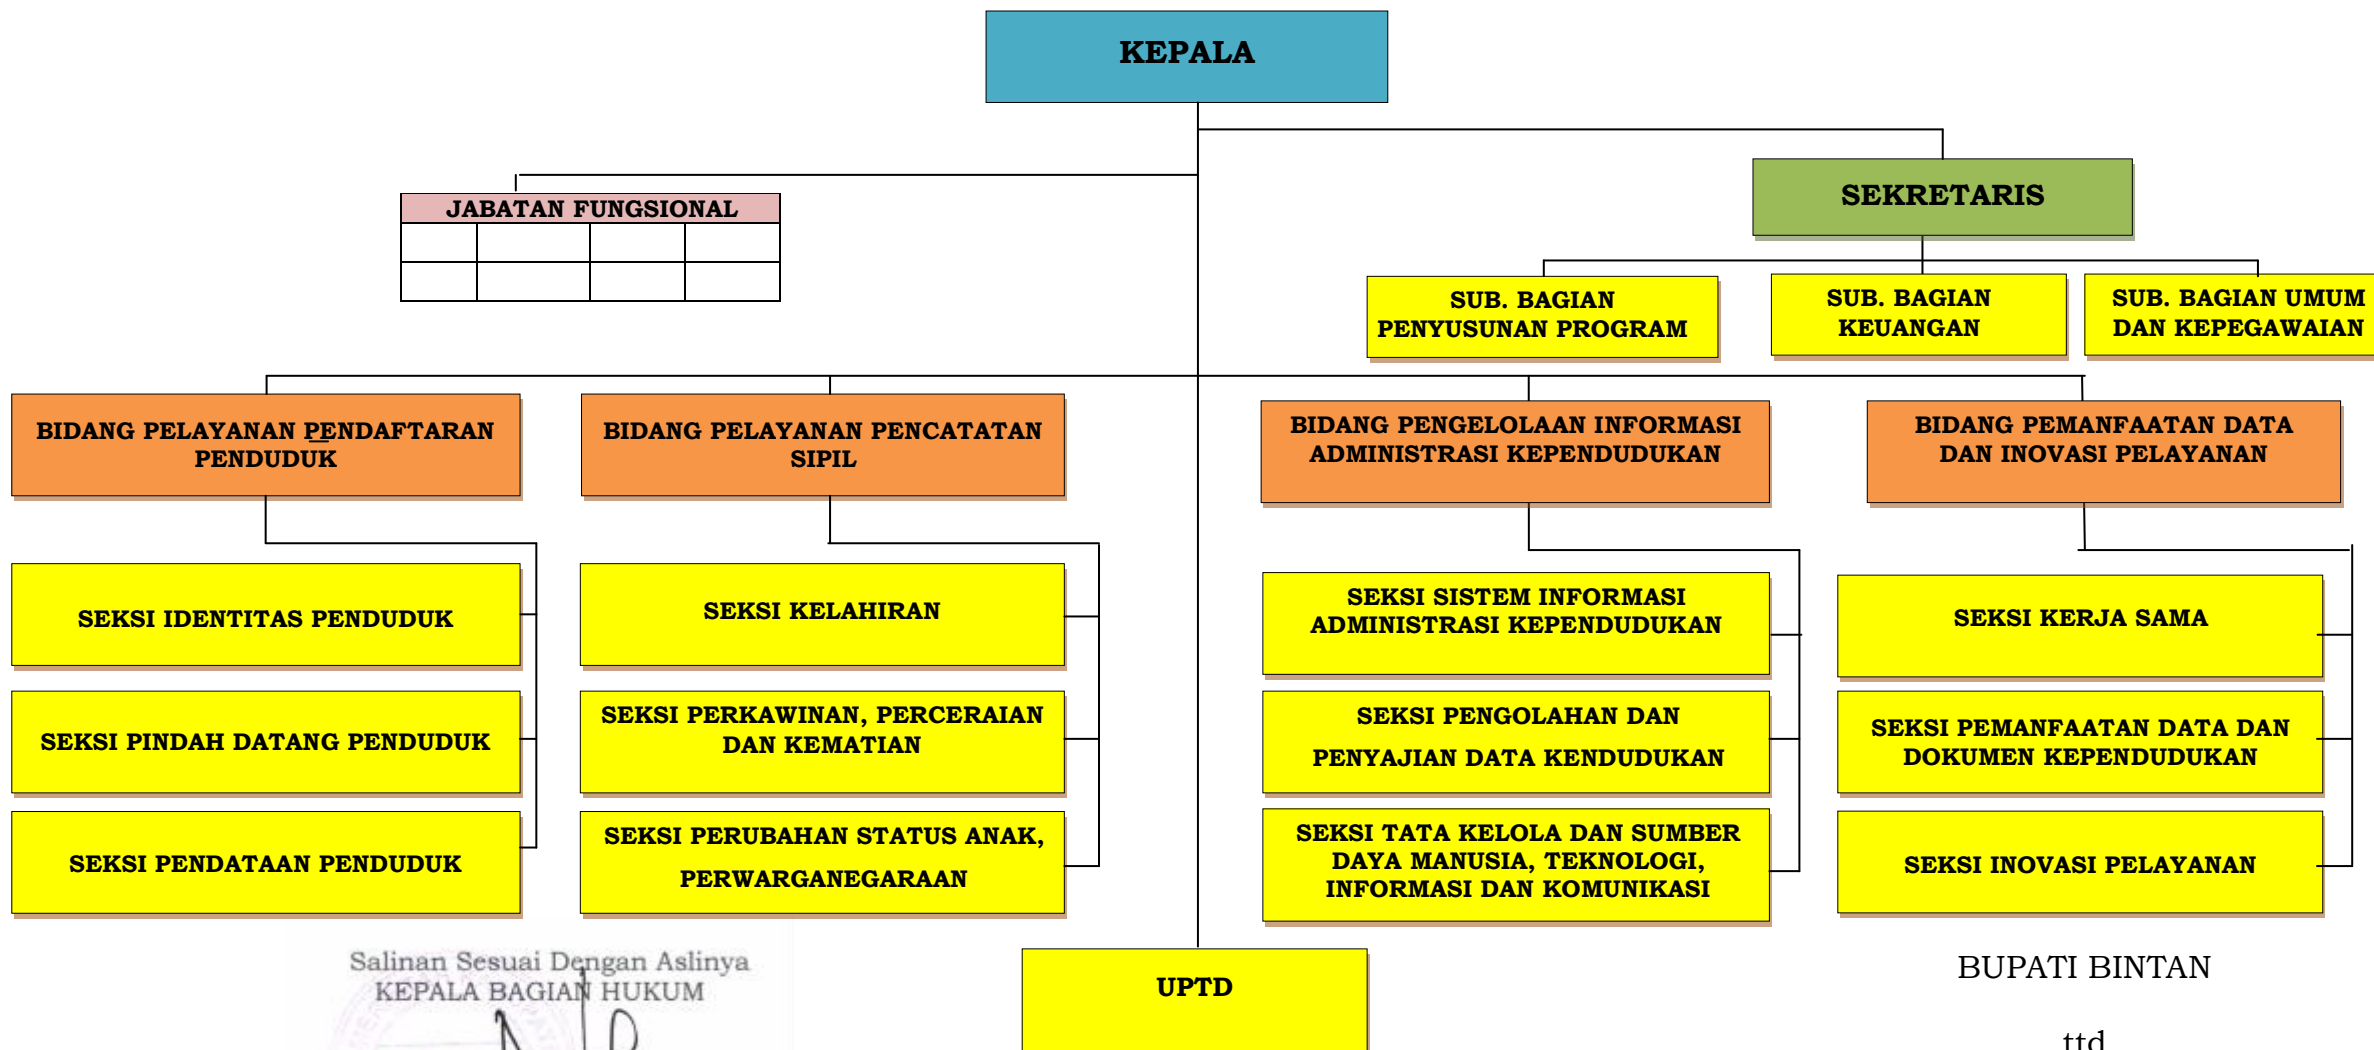 KEPALA
SEKRETARIS
JABATAN FUNGSIONAL
SUB. BAGIAN
PENYUSUNAN PROGRAM
SUB. BAGIAN
KEUANGAN
SUB. BAGIAN UMUM
DAN KEPEGAWAIAN
BIDANG PELAYANAN PENDAFTARAN
PENDUDUK
BIDANG PELAYANAN PENCATATAN
SIPIL
BIDANG PENGELOLAAN INFORMASI
ADMINISTRASI KEPENDUDUKAN
BIDANG PEMANFAATAN DATA
DAN INOVASI PELAYANAN
SEKSI IDENTITAS PENDUDUK
SEKSI KELAHIRAN
SEKSI SISTEM INFORMASI
ADMINISTRASI KEPENDUDUKAN
SEKSI KERJA SAMA
SEKSI PINDAH DATANG PENDUDUK
SEKSI PERKAWINAN, PERCERAIAN
DAN KEMATIAN
SEKSI PENGOLAHAN DAN
PENYAJIAN DATA KENDUDUKAN
SEKSI PEMANFAATAN DATA DAN
DOKUMEN KEPENDUDUKAN
SEKSI PENDATAAN PENDUDUK
SEKSI PERUBAHAN STATUS ANAK,
PERWARGANEGARAAN
SEKSI TATA KELOLA DAN SUMBER
DAYA MANUSIA, TEKNOLOGI,
INFORMASI DAN KOMUNIKASI
SEKSI INOVASI PELAYANAN
Salinan Sesuai Dengan Aslinya
KEPALA BAGIAN HUKUM
UPTD
BUPATI BINTAN
ttd